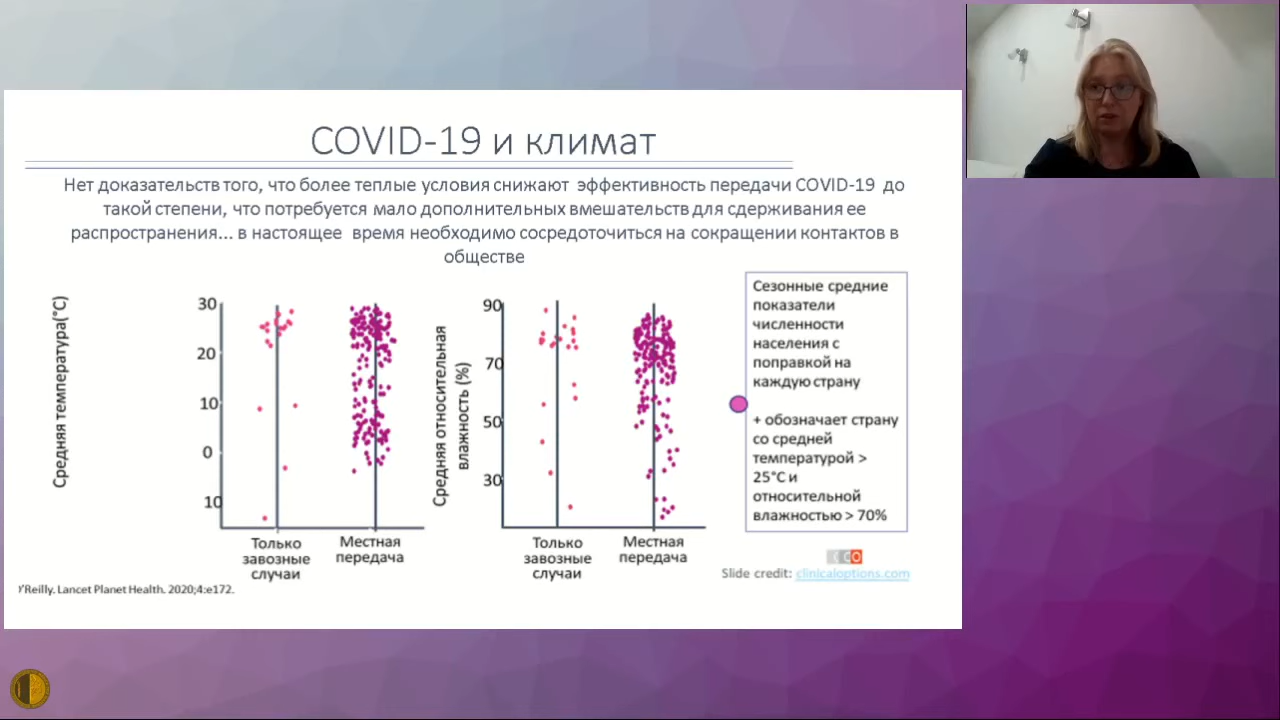 COVID-19 и климат
Нет доказательств того, что более теплые условия снижают эффективность передачи COVID-19 до
такой степени, что потребуется мало дополнительных вмешательств для сдерживания ее
распространения... в настоящее время необходимо сосредоточиться на сокращении контактов в
обществе
Средняя температура(°C)
30
20
10
0
10
Только
завозные
случаи
Местная
передача
Средняя относительная
влажность (%)
90
70
50
30
Только
завозные
случаи
Местная
передача
Сезонные средние
показатели
численности
населения с
поправкой на
каждую страну
+ обозначает страну
со средней
температурой >
25°C и
относительной
влажностью > 70%
Slide credit: clinicaloptions.com
Reilly. Lancet Planet Health. 2020;4:e172.